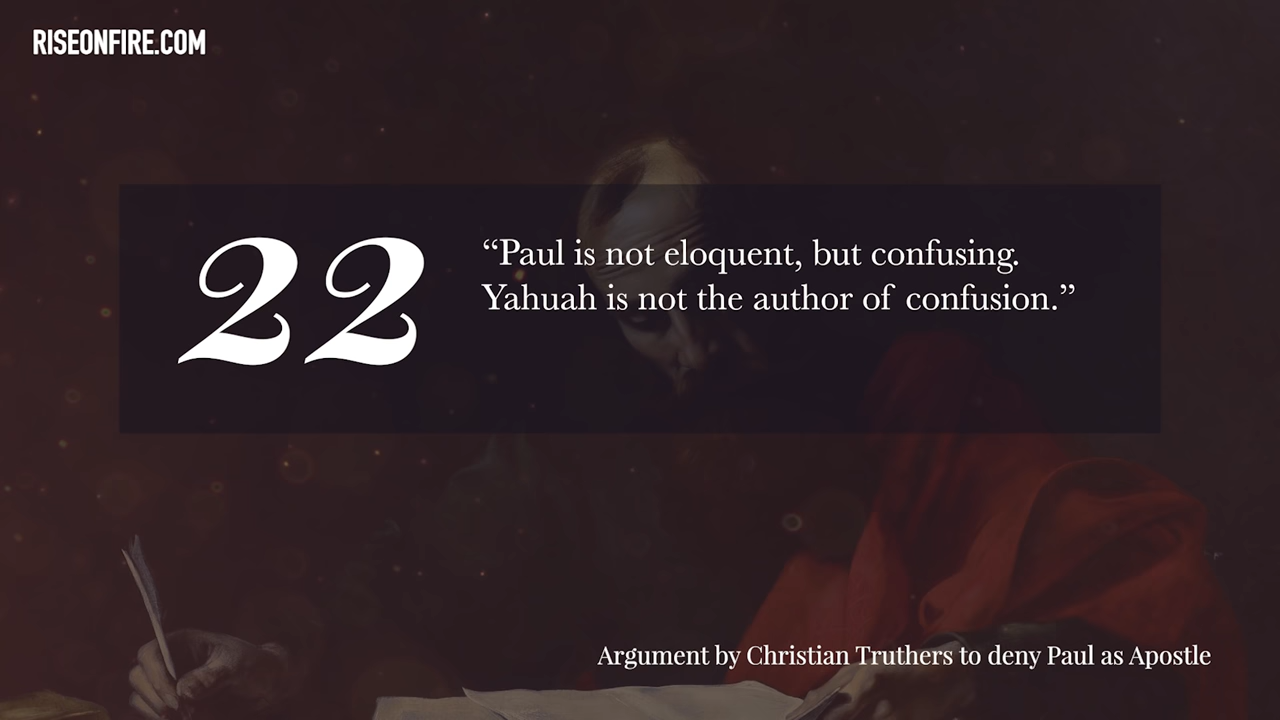 RISEONFIRE.COM
22
“Paul is not eloquent, but confusing.
Yahuah is not the author of confusion.”
Argument by Christian Truthers to deny Paul as Apostle